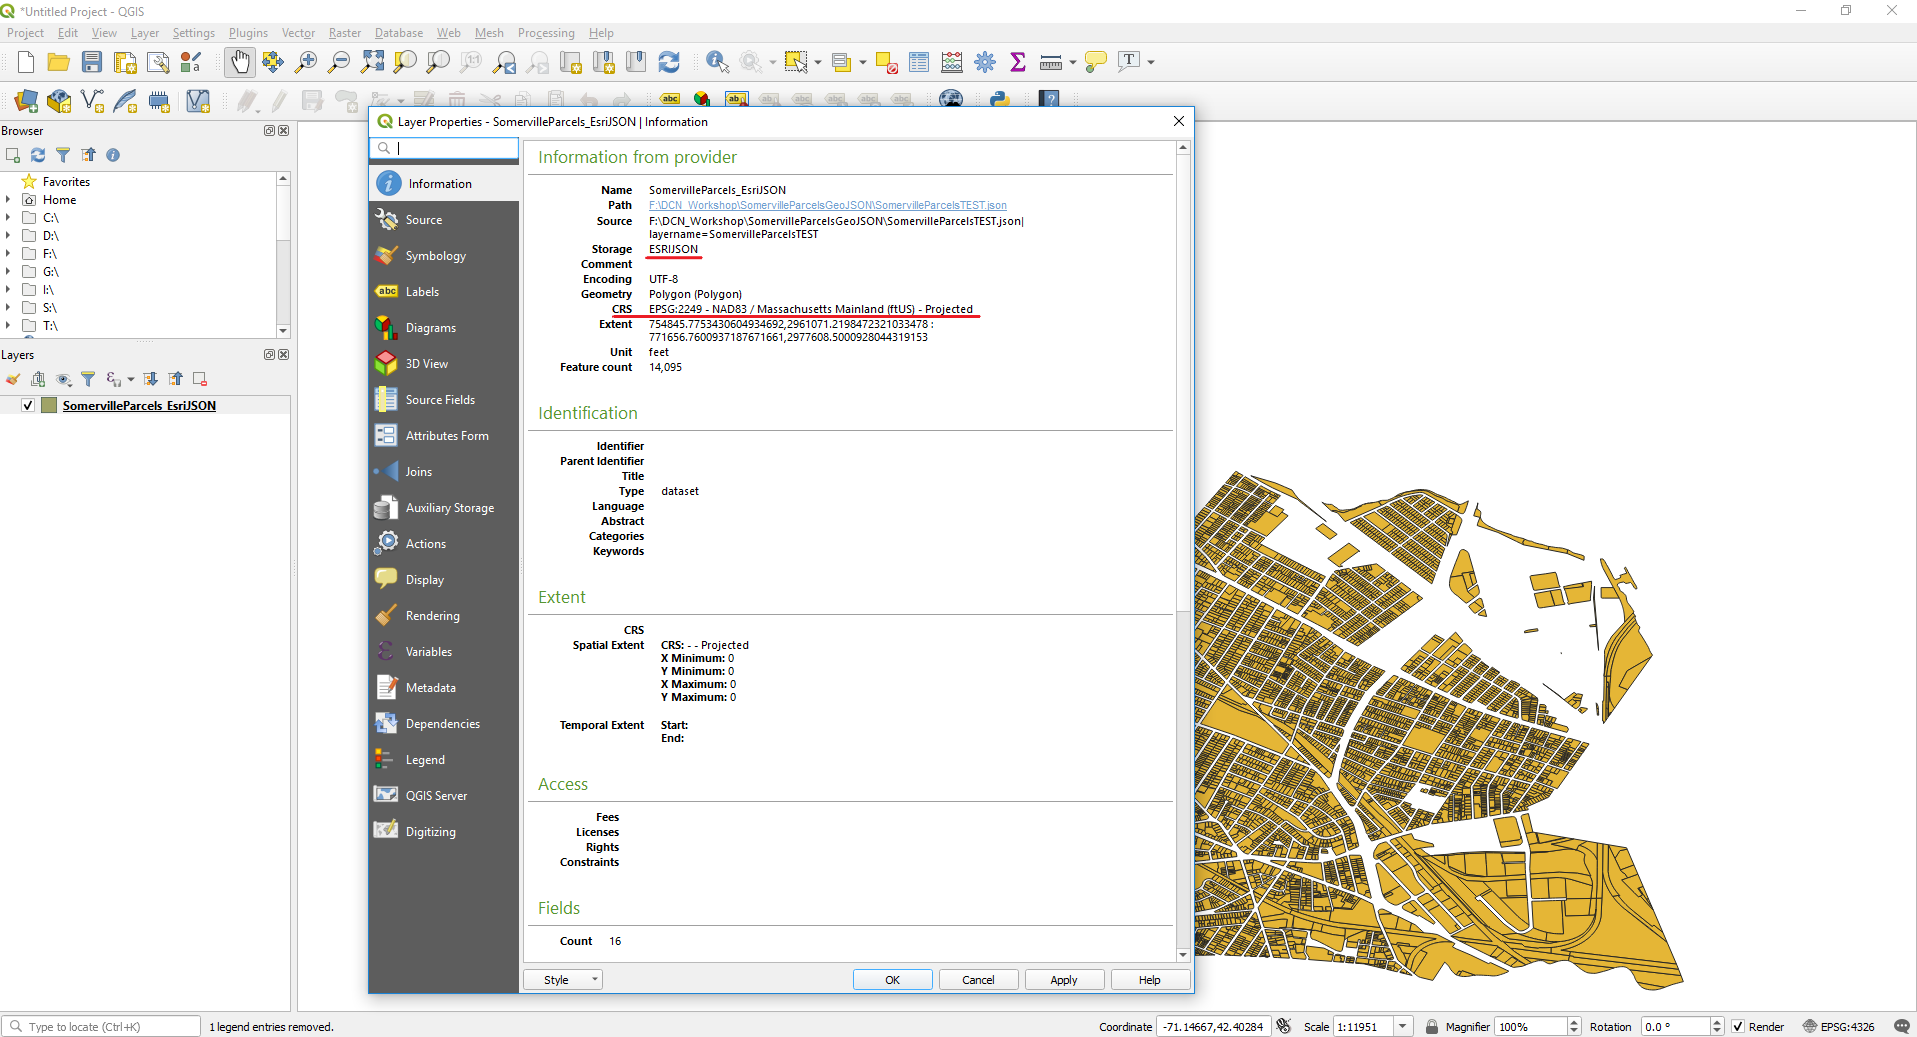 *Untitled Project - QGIS
Project Edit View Layer Settings Plugins Vector Raster Database Web Mesh Processing Help
Browser
Favorites
Home
C:\
D:\
F:\
G:\
I:\
S:\
T:\
Layers
SomervilleParcels_EsriJSON
Layer Properties - SomervilleParcels_EsriJSON | Information
Information
Source
Symbology
Labels
Diagrams
3D View
Source Fields
Attributes Form
Joins
Auxiliary Storage
Actions
Display
Rendering
Variables
Metadata
Dependencies
Legend
QGIS Server
Digitizing
Information from provider
Name SomervilleParcels_EsriJSON
Path F:\DCN_Workshop\SomervilleParcelsGeoJSON\SomervilleParcelsTEST.json
Source F:\DCN_Workshop\SomervilleParcelsGeoJSON\SomervilleParcelsTEST.json|
layername=SomervilleParcelsTEST
Storage ESRIJSON
Comment
Encoding UTF-8
Geometry Polygon (Polygon)
CRS EPSG:2249 - NAD83 / Massachusetts Mainland (ftUS) - Projected
Extent 754845.7753430604934692,2961071.2198472321033478 :
771656.7600937187671661,2977608.5000928044319153
Unit feet
Feature count 14,095
Identification
Identifier
Parent Identifier
Title
Type dataset
Language
Abstract
Categories
Keywords
Extent
CRS
Spatial Extent CRS: - - Projected
X Minimum: 0
Y Minimum: 0
X Maximum: 0
Y Maximum: 0
Temporal Extent Start:
End:
Access
Fees
Licenses
Rights
Constraints
Fields
Count 16
Style OK Cancel Apply Help
Type to locate (Ctrl+K) 1 legend entries removed. Coordinate -71.14667,42.40284 Scale 1:11951 Magnifier 100% Rotation 0.0 ° Render EPSG:4326